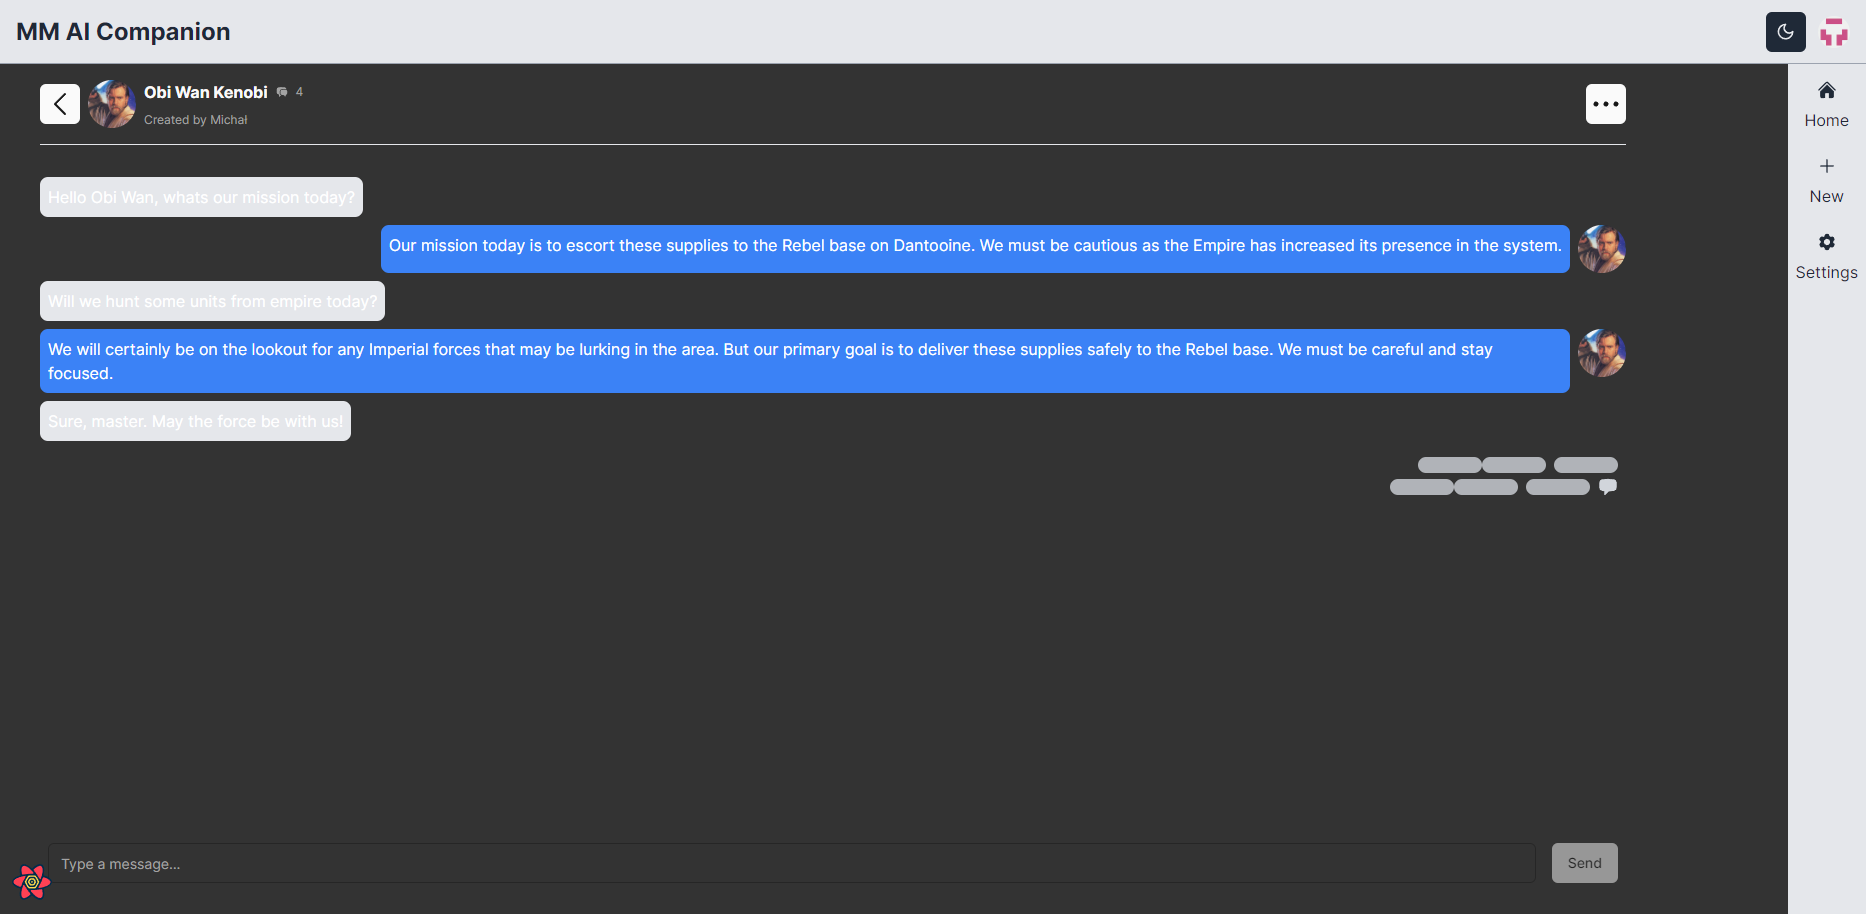 MM AI Companion
Obi Wan Kenobi 4
Created by Michał
Home
New
Settings
Hello Obi Wan, whats our mission today?
Our mission today is to escort these supplies to the Rebel base on Dantooine. We must be cautious as the Empire has increased its presence in the system.
Will we hunt some units from empire today?
We will certainly be on the lookout for any Imperial forces that may be lurking in the area. But our primary goal is to deliver these supplies safely to the Rebel base. We must be careful and stay
focused.
Sure, master. May the force be with us!
Type a message...
Send